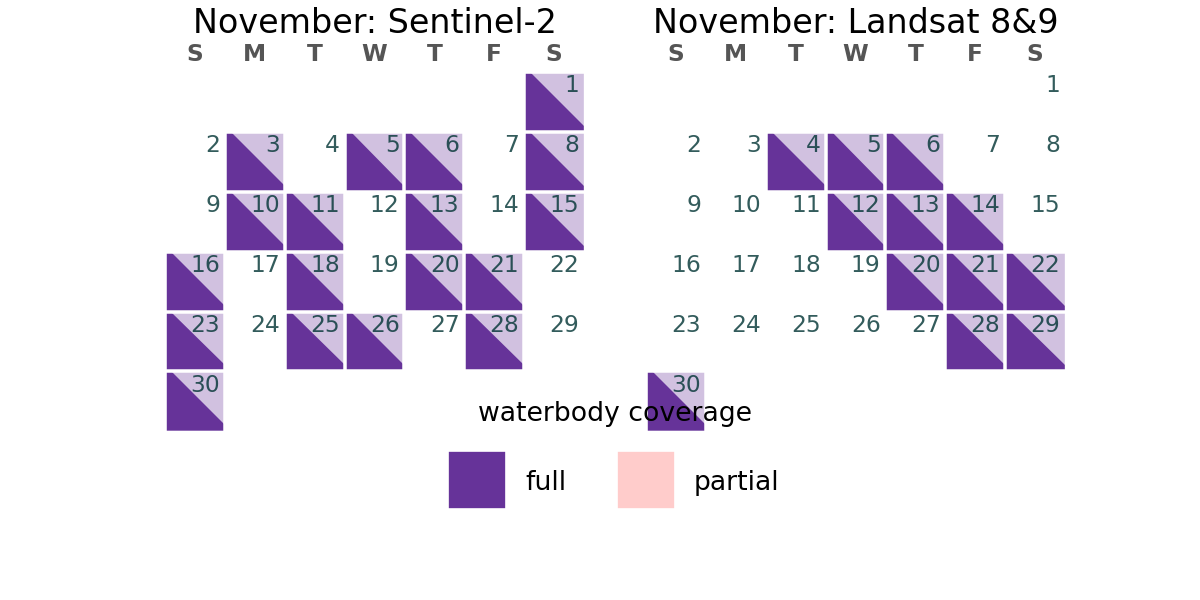 November: Sentinel-2
S M T W T F S
1
2 3 4 5 6 7 8
9 10 11 12 13 14 15
16 17 18 19 20 21 22
23 24 25 26 27 28 29
30
November: Landsat 8&9
S M T W T F S
1
2 3 4 5 6 7 8
9 10 11 12 13 14 15
16 17 18 19 20 21 22
23 24 25 26 27 28 29
30
waterbody coverage
full partial